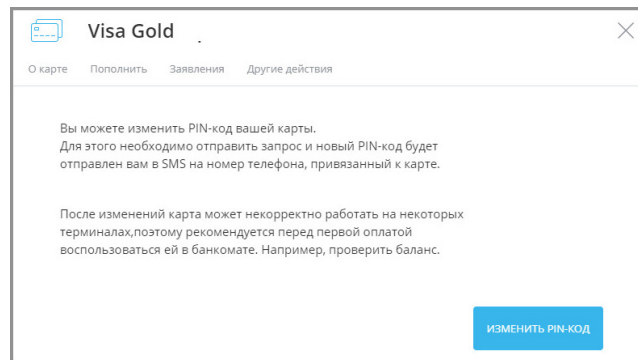 Visa Gold
О карте Пополнить Заявления Другие действия
Вы можете изменить PIN-код вашей карты.
Для этого необходимо отправить запрос и новый PIN-код будет
отправлен вам в SMS на номер телефона, привязанный к карте.
После изменений карта может некорректно работать на некоторых
терминалах,поэтому рекомендуется перед первой оплатой
воспользоваться ей в банкомате. Например, проверить баланс.
ИЗМЕНИТЬ PIN-КОД